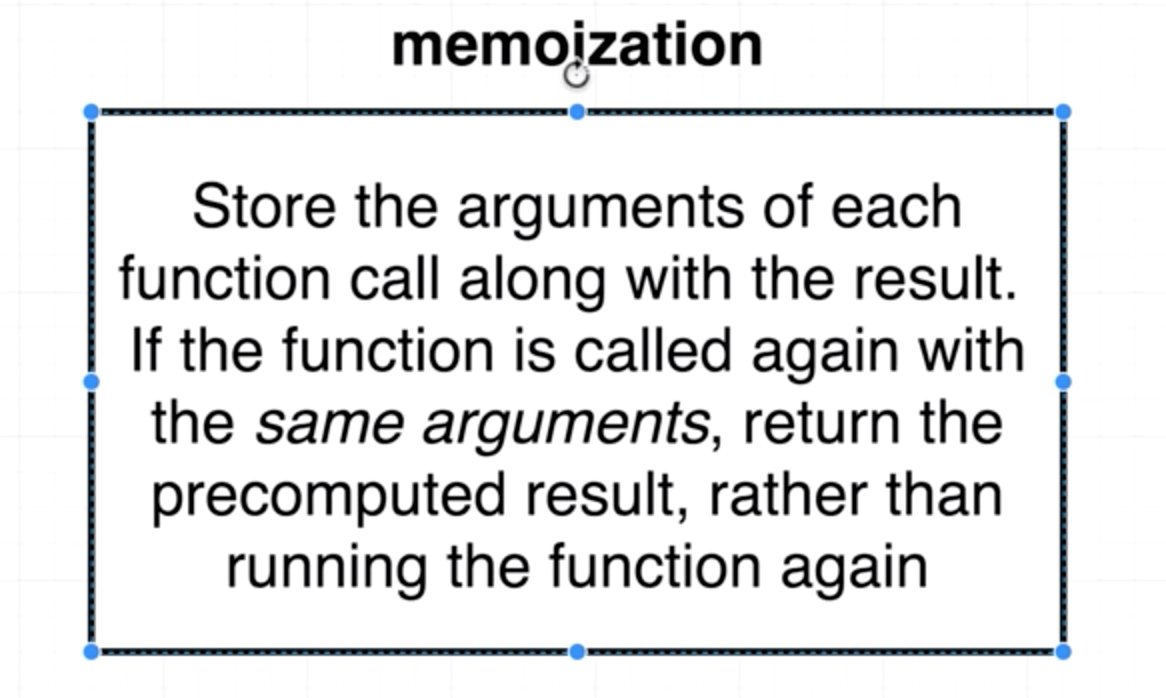 memoization
Store the arguments of each
function call along with the result.
If the function is called again with
the same arguments, return the
precomputed result, rather than
running the function again